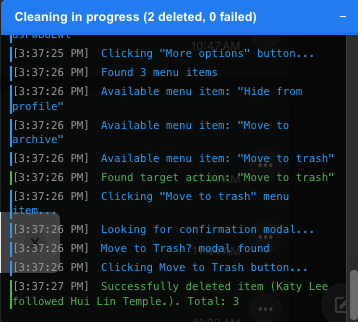 Cleaning in progress (2 deleted, 0 failed)
[3:37:25 PM] Clicking "More options" button...
[3:37:26 PM] Found 3 menu items
[3:37:26 PM] Available menu item: "Hide from
profile"
[3:37:26 PM] Available menu item: "Move to
archive"
[3:37:26 PM] Available menu item: "Move to trash"
[3:37:26 PM] Found target action: "Move to trash"
[3:37:26 PM] Clicking "Move to trash" menu
item...
[3:37:26 PM] Looking for confirmation modal...
[3:37:26 PM] Move to Trash? modal found
[3:37:26 PM] Clicking Move to Trash button...
[3:37:27 PM] Successfully deleted item (Katy Lee
followed Hui Lin Temple.). Total: 3
10:47 AM